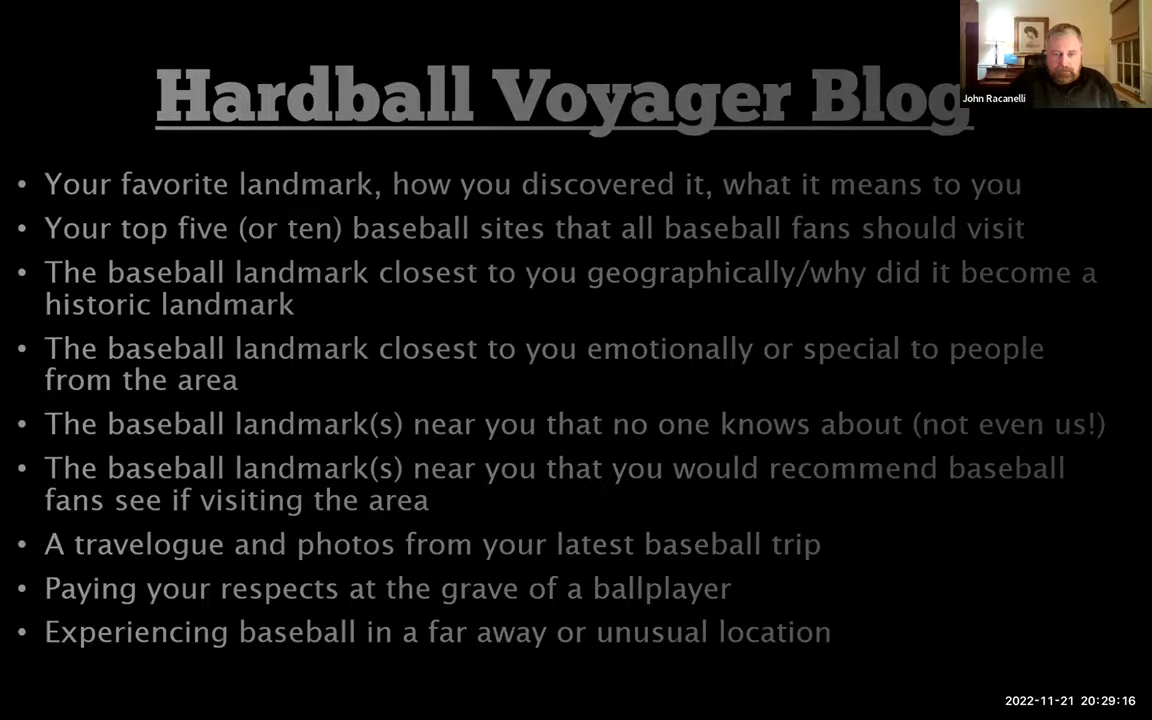 Hardball Voyager Blog
John Racanelli
• Your favorite landmark, how you discovered it, what it means to you
• Your top five (or ten) baseball sites that all baseball fans should visit
• The baseball landmark closest to you geographically/why did it become a
historic landmark
• The baseball landmark closest to you emotionally or special to people
from the area
• The baseball landmark(s) near you that no one knows about (not even us!)
• The baseball landmark(s) near you that you would recommend baseball
fans see if visiting the area
• A travelogue and photos from your latest baseball trip
• Paying your respects at the grave of a ballplayer
• Experiencing baseball in a far away or unusual location
2022-11-21 20:29:16